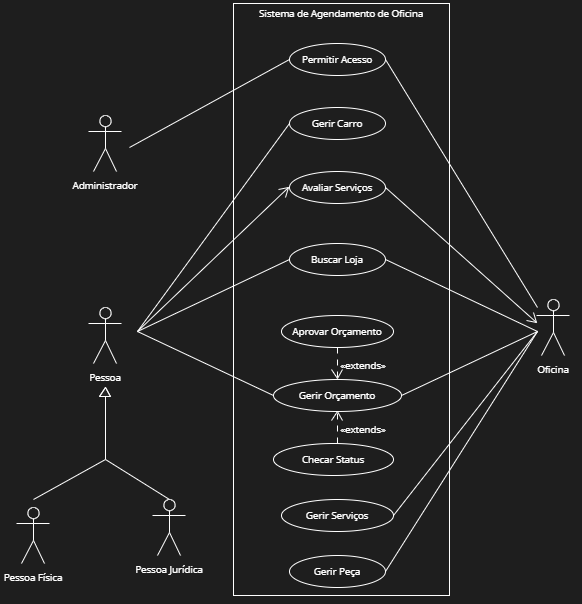 Sistema de Agendamento de Oficina
Permitir Acesso
Gerir Carro
Administrador
Avaliar Serviços
Buscar Loja
Aprovar Orçamento
«extends»
Pessoa
Oficina
Gerir Orçamento
«extends»
Checar Status
Gerir Serviços
Gerir Peça
Pessoa Física
Pessoa Jurídica